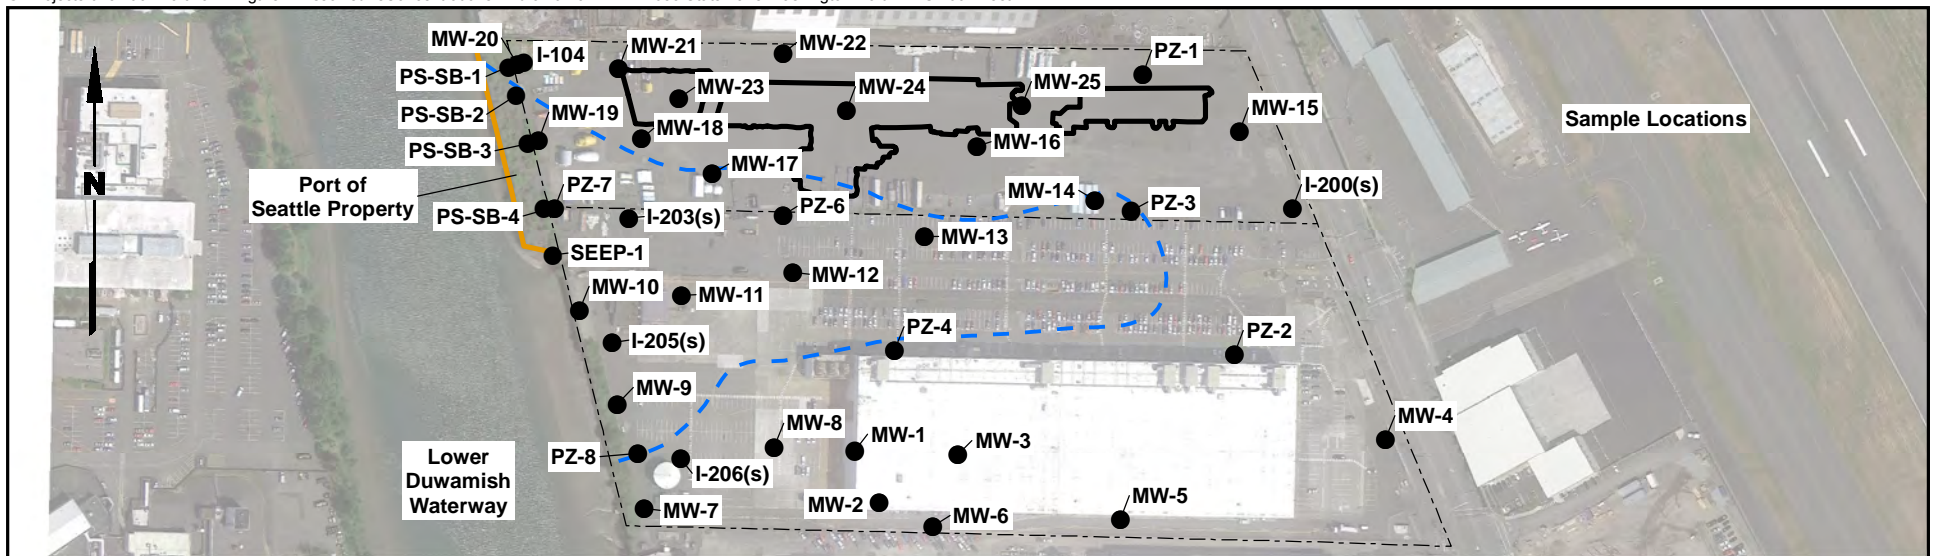 MW-20
I-104
MW-21
MW-22
PZ-1
PS-SB-1
MW-23
MW-24
MW-25
MW-15
Sample Locations
PS-SB-2
MW-19
MW-18
PS-SB-3
MW-16
MW-17
N
Port of
Seattle Property
PZ-7
MW-14
PZ-3
I-200(s)
PS-SB-4
I-203(s)
PZ-6
MW-13
SEEP-1
MW-12
MW-10
MW-11
I-205(s)
PZ-4
PZ-2
MW-9
MW-8
MW-1
MW-3
MW-4
PZ-8
Lower
Duwamish
Waterway
I-206(s)
MW-7
MW-2
MW-6
MW-5